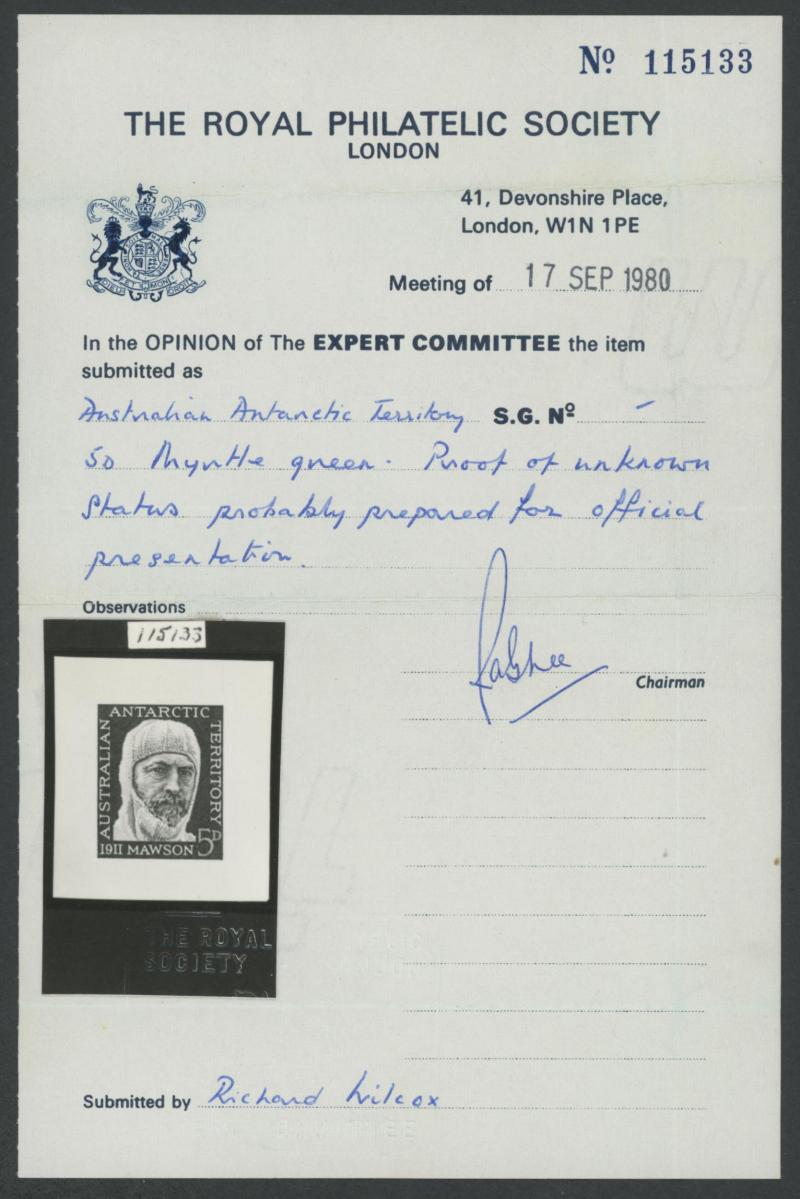 Nº 115133
THE ROYAL PHILATELIC SOCIETY
LONDON
41, Devonshire Place,
London, W1N 1PE
Meeting of 17 SEP 1980
In the OPINION of The EXPERT COMMITTEE the item
submitted as
Australian Antarctic Territory S.G. Nº –
5D Myrtle green. Proof of unknown
status probably prepared for official
presentation.
Observations
Chairman
115133
ANTARCTIC
AUSTRALIAN
TERRITORY
1911 MAWSON 5D
THE ROYAL
SOCIETY
Submitted by Richard Wilcox